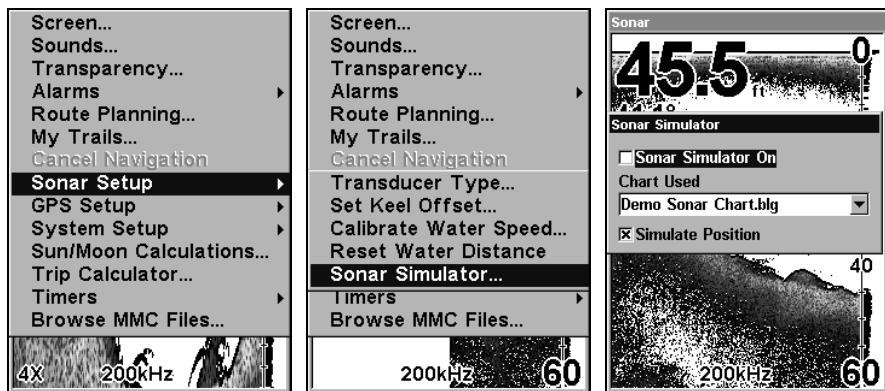 Screen...
Sounds...
Transparency...
Alarms
Route Planning...
My Trails...
Cancel Navigation
Sonar Setup
GPS Setup
System Setup
Sun/Moon Calculations...
Trip Calculator...
Timers
Browse MMC Files...
4X 200kHz
Screen...
Sounds...
Transparency...
Alarms
Route Planning...
My Trails...
Cancel Navigation
Transducer Type...
Set Keel Offset...
Calibrate Water Speed...
Reset Water Distance
Sonar Simulator...
Timers
Browse MMC Files...
200kHz 60
Sonar
0
45.5 ft
Sonar Simulator
Sonar Simulator On
Chart Used
Demo Sonar Chart.blg
Simulate Position
40
200kHz 60